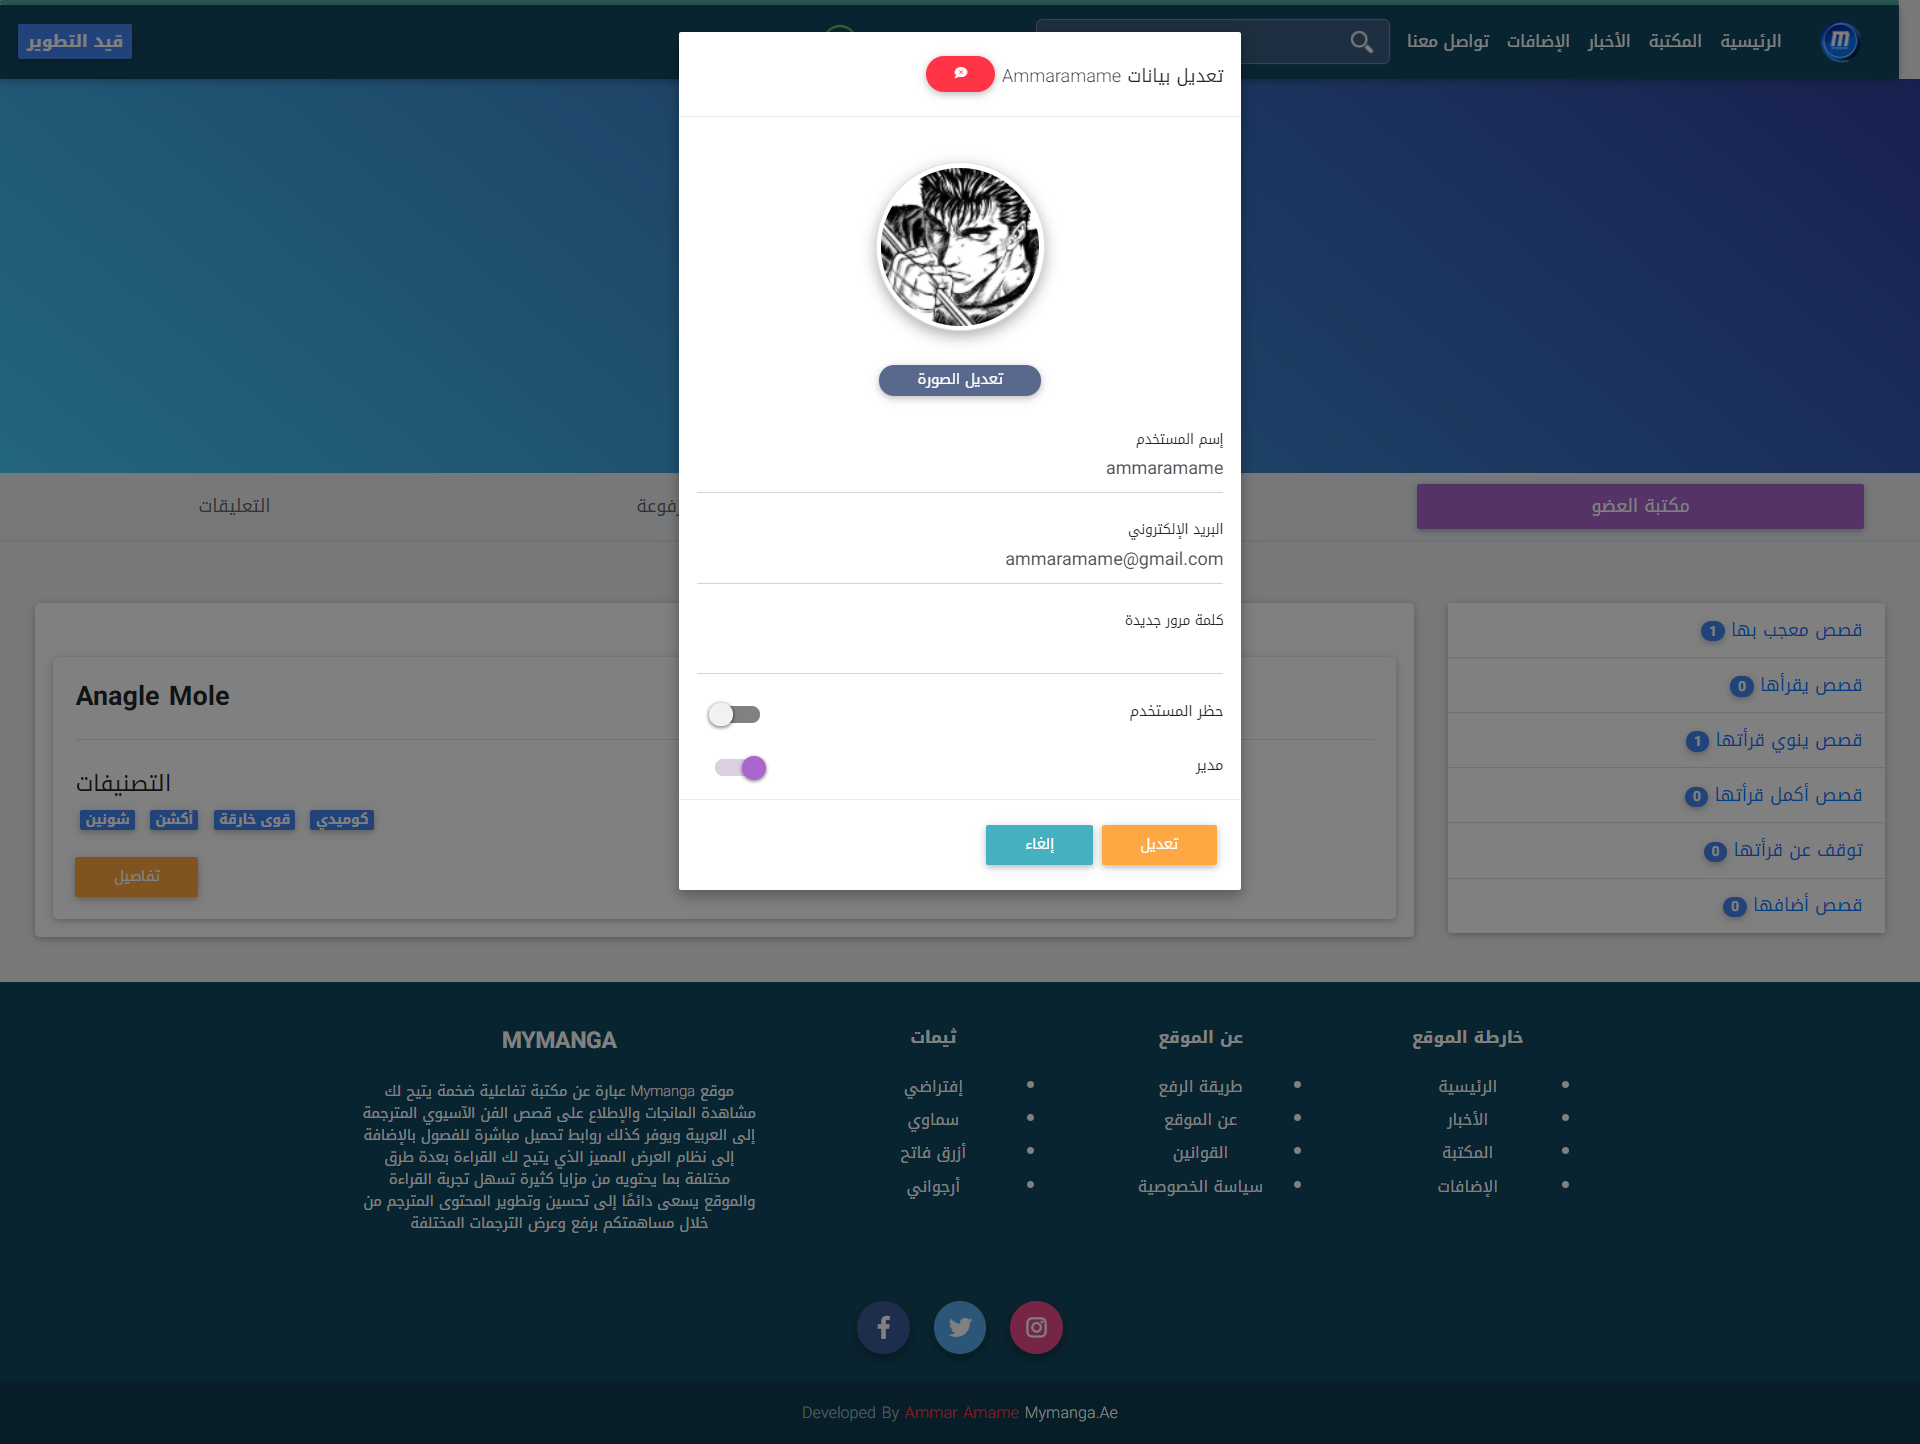 الرئيسية
المكتبة
الأخبار
الإضافات
تواصل معنا
قيد التطوير
تعديل بيانات Ammaramame
تعديل الصورة
إسم المستخدم
ammaramame
البريد الإلكتروني
ammaramame@gmail.com
كلمة مرور جديدة
حظر المستخدم
مدير
تعديل
إلغاء
مكتبة العضو
التعليقات
قصص معجب بها 1
قصص يقرأها 0
قصص ينوي قرأتها 1
قصص أكمل قرأتها 0
توقف عن قرأتها 0
قصص أضافها 0
Anagle Mole
التصنيفات
كوميدي
قوى خارقة
أكشن
شونين
تفاصيل
خارطة الموقع
الرئيسية
الأخبار
المكتبة
الإضافات
عن الموقع
طريقة الرفع
عن الموقع
القوانين
سياسة الخصوصية
ثيمات
إفتراضي
سماوي
أزرق فاتح
أرجواني
MYMANGA
موقع Mymanga عبارة عن مكتبة تفاعلية ضخمة يتيح لك
مشاهدة المانجات والإطلاع على قصص الفن الآسيوي المترجمة
إلى العربية ويوفر كذلك روابط تحميل مباشرة للفصول بالإضافة
إلى نظام العرض المميز الذي يتيح لك القراءة بعدة طرق
مختلفة بما يحتويه من مزايا كثيرة تسهل تجربة القراءة
والموقع يسعى دائمًا إلى تحسين وتطوير المحتوى المترجم من
خلال مساهمتكم برفع وعرض الترجمات المختلفة
Developed By Ammar Amame Mymanga.Ae